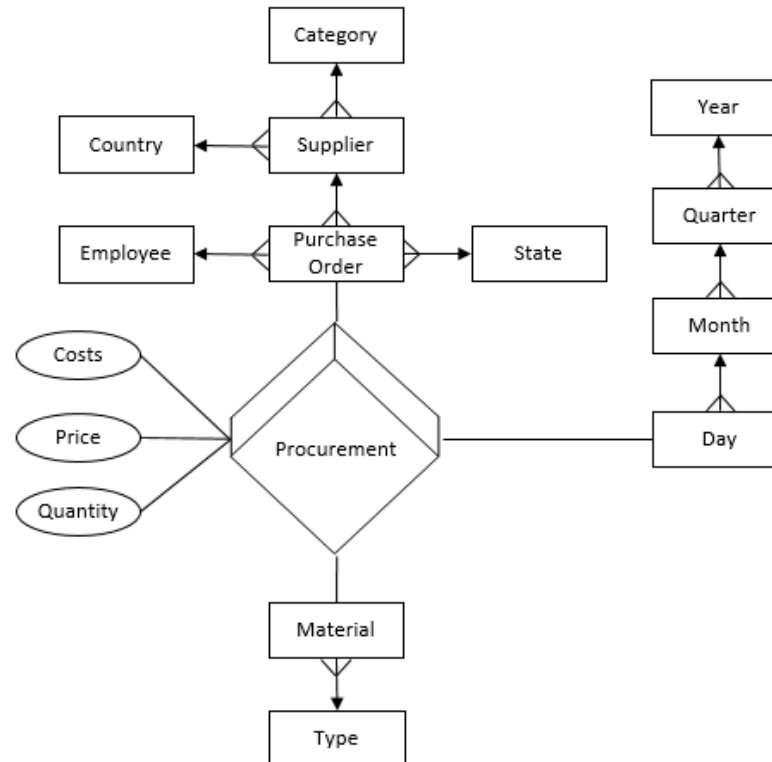 Category
Year
Country
Supplier
Quarter
Employee
Purchase
Order
State
Month
Costs
Price
Procurement
Day
Quantity
Material
Type